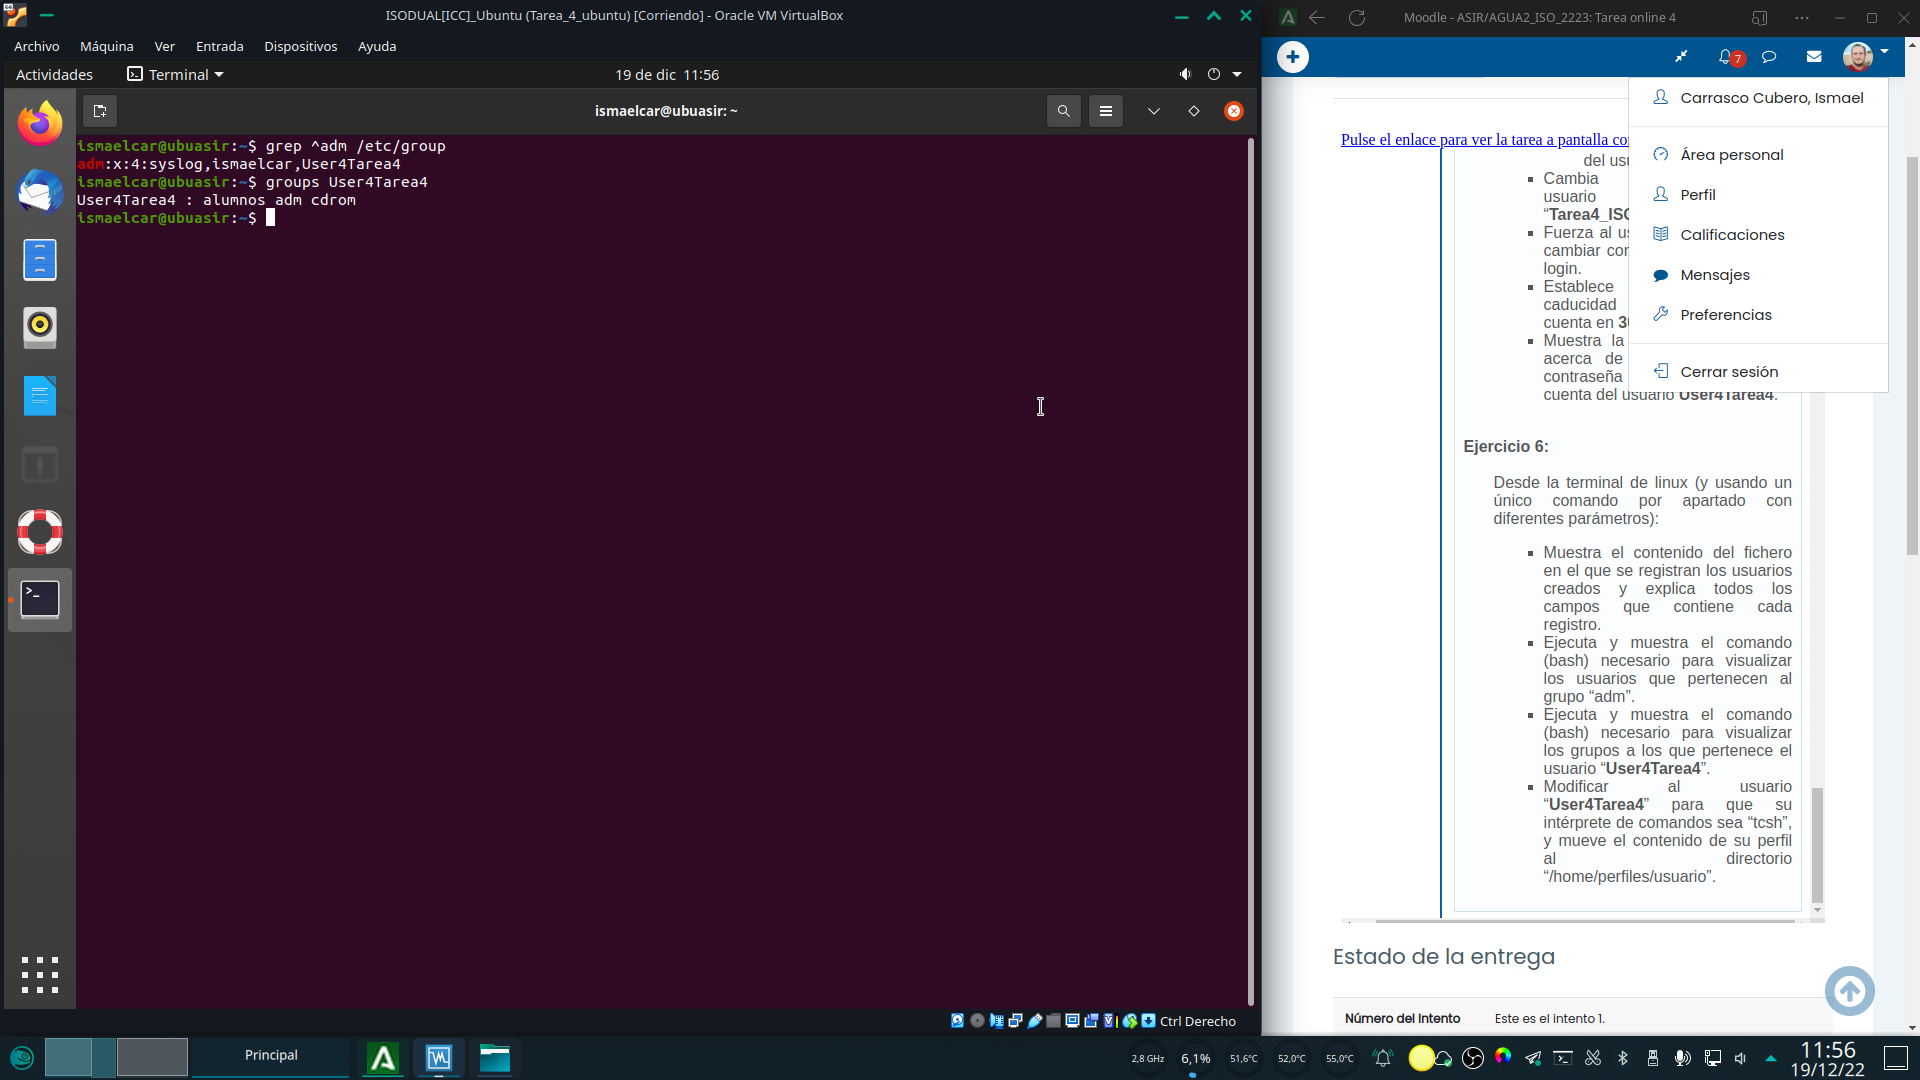 ISODUAL[ICC]_Ubuntu (Tarea_4_ubuntu) [Corriendo] - Oracle VM VirtualBox
Archivo Máquina Ver Entrada Dispositivos Ayuda
Actividades Terminal 19 de dic 11:56
ismaelcar@ubuasir: ~
ismaelcar@ubuasir:~$ grep ^adm /etc/group
adm:x:4:syslog,ismaelcar,User4Tarea4
ismaelcar@ubuasir:~$ groups User4Tarea4
User4Tarea4 : alumnos adm cdrom
ismaelcar@ubuasir:~$
Ctrl Derecho
Moodle - ASIR/AGUA2_ISO_2223: Tarea online 4
7
Carrasco Cubero, Ismael
Área personal
Perfil
Calificaciones
Mensajes
Preferencias
Cerrar sesión
Pulse el enlace para ver la tarea a pantalla
del
Cambia
usuario
“Tarea4_
Fuerza al
cambiar
login.
Establece
caducidad
cuenta en
Muestra la
acerca de
contraseña
cuenta del usuario User4Tarea4.
Ejercicio 6:
Desde la terminal de linux (y usando un
único comando por apartado con
diferentes parámetros):
Muestra el contenido del fichero
en el que se registran los usuarios
creados y explica todos los
campos que contiene cada
registro.
Ejecuta y muestra el comando
(bash) necesario para visualizar
los usuarios que pertenecen al
grupo “adm”.
Ejecuta y muestra el comando
(bash) necesario para visualizar
los grupos a los que pertenece el
usuario “User4Tarea4”.
Modificar al usuario
“User4Tarea4” para que su
intérprete de comandos sea “tcsh”,
y mueve el contenido de su perfil
al directorio
“/home/perfiles/usuario”.
Estado de la entrega
Número del intento Este es el intento 1.
Principal
2,8 GHz 6,1% 51,6°C 52,0°C 55,0°C
11:56
19/12/22